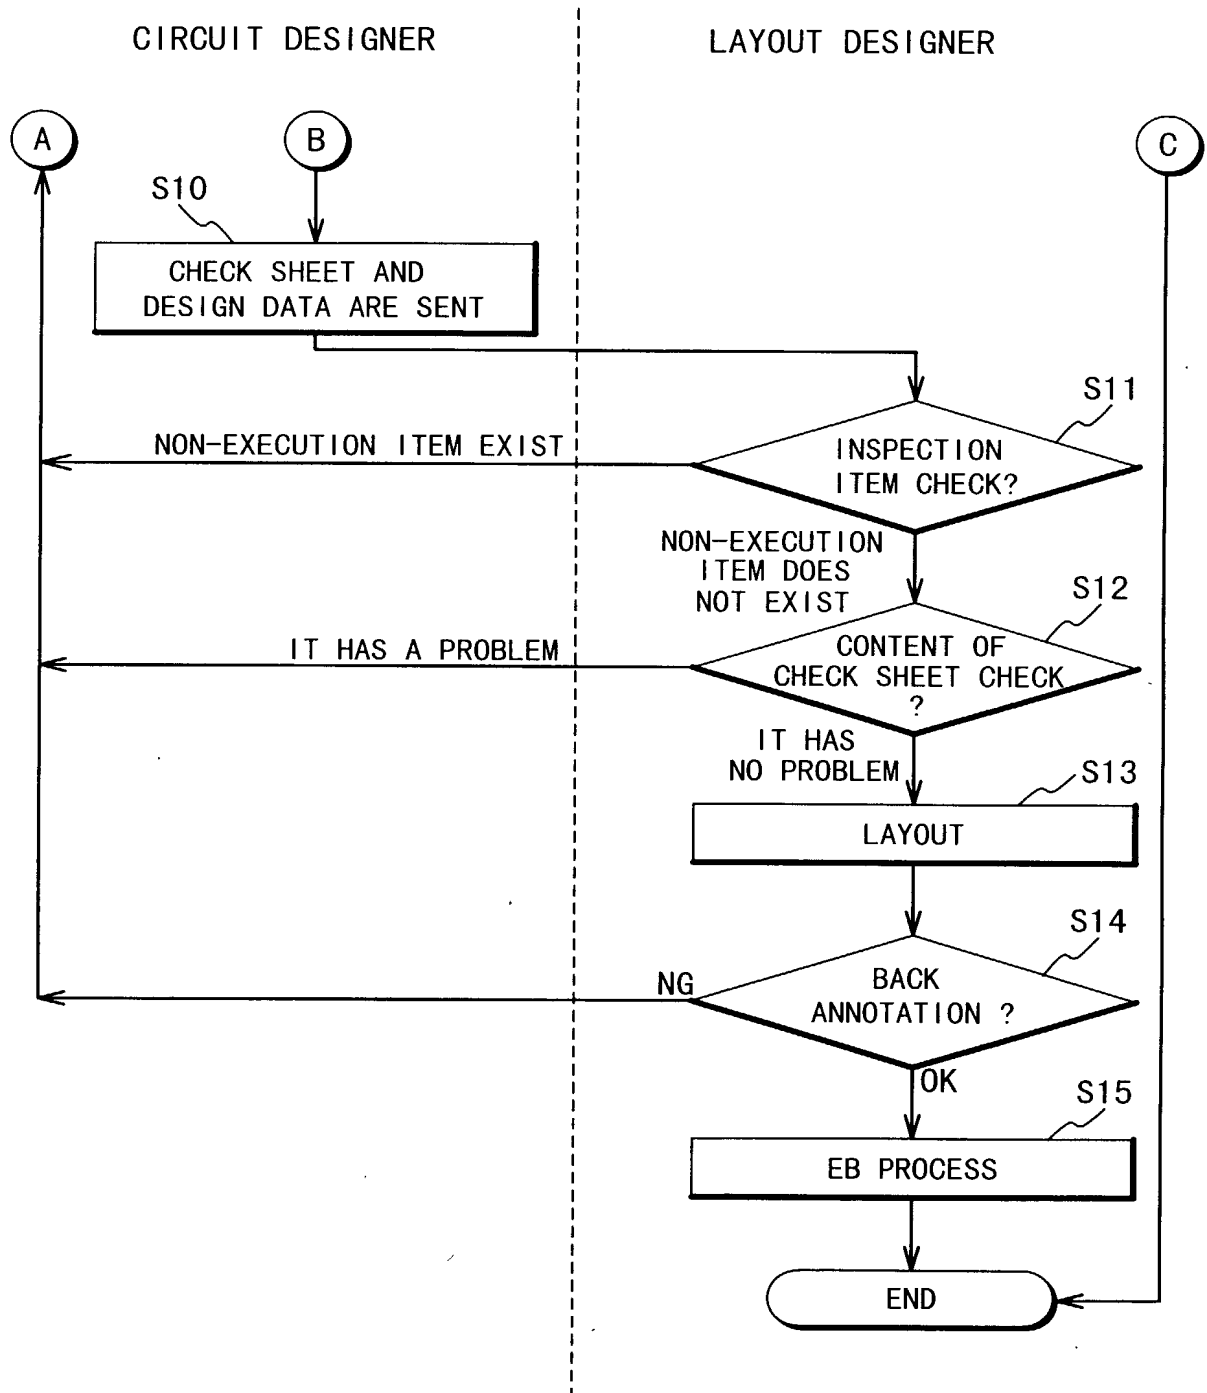 CIRCUIT DESIGNER
LAYOUT DESIGNER
A
B
C
S10
CHECK SHEET AND
DESIGN DATA ARE SENT
S11
NON-EXECUTION ITEM EXIST
INSPECTION
ITEM CHECK?
NON-EXECUTION
ITEM DOES
NOT EXIST
S12
IT HAS A PROBLEM
CONTENT OF
CHECK SHEET CHECK
?
IT HAS
NO PROBLEM
S13
LAYOUT
S14
NG
BACK
ANNOTATION ?
OK
S15
EB PROCESS
END